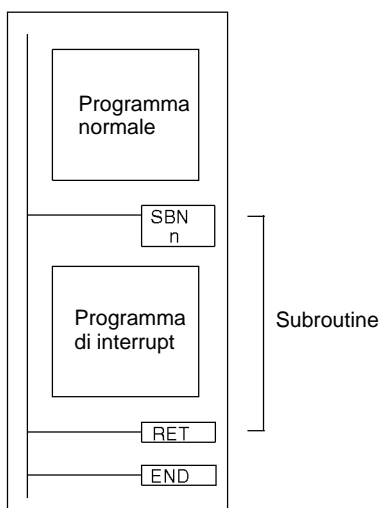 Programma
normale
SBN
n
Programma
di interrupt
Subroutine
RET
END